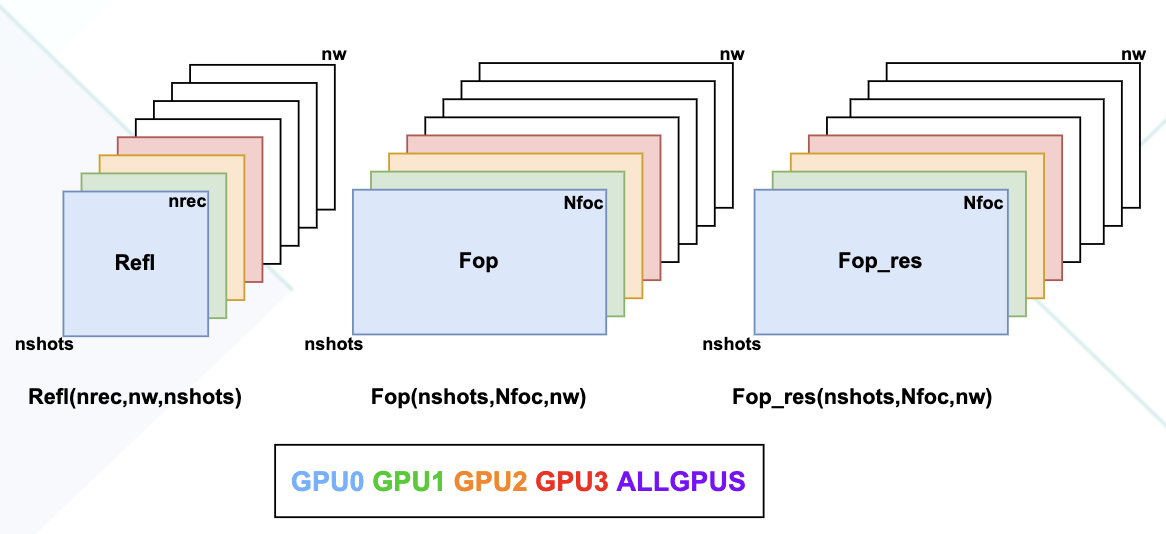 nw
nrec
Refl
nshots
Refl(nrec,nw,nshots)
nw
Nfoc
Fop
nshots
Fop(nshots,Nfoc,nw)
nw
Nfoc
Fop_res
nshots
Fop_res(nshots,Nfoc,nw)
GPU0 GPU1 GPU2 GPU3 ALLGPUS